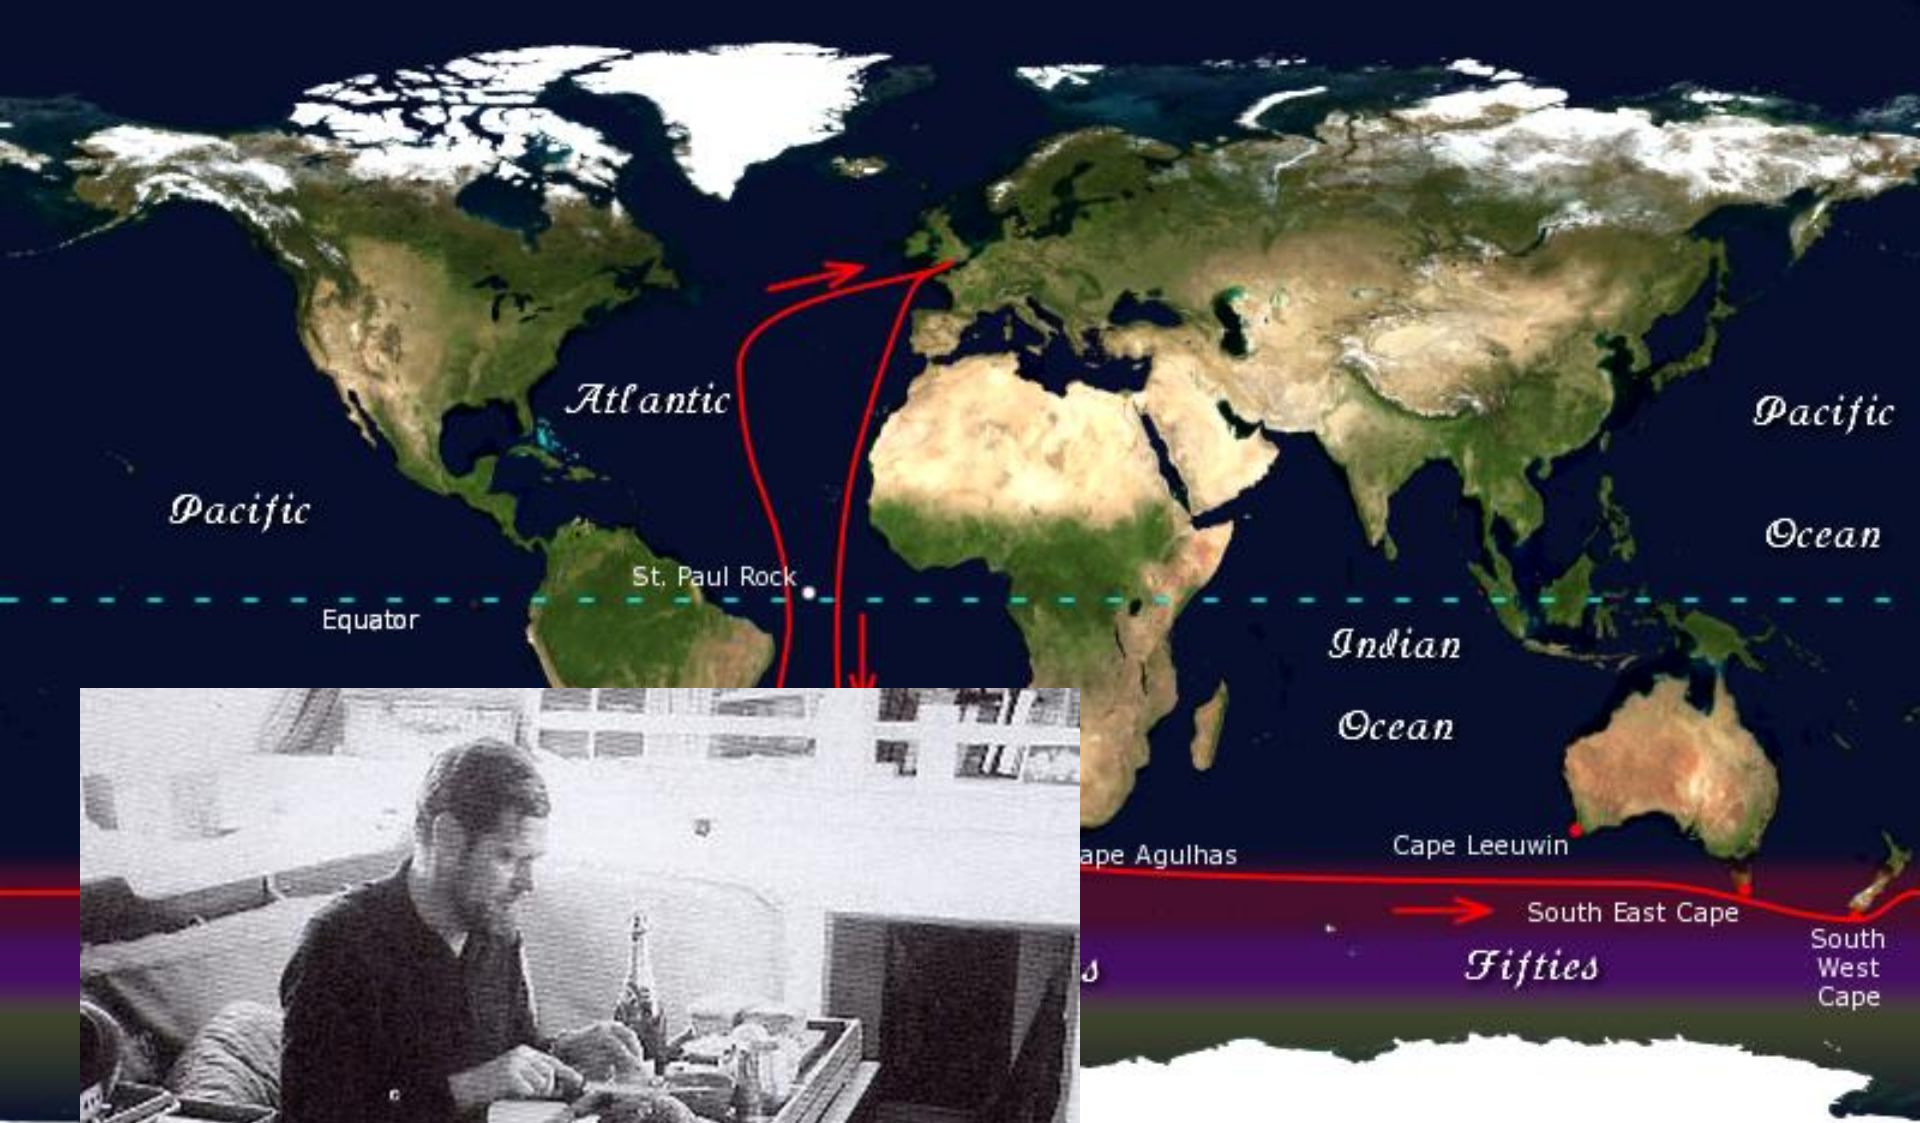 Atlantic
Pacific
Pacific
Ocean
St. Paul Rock
Equator
Indian
Ocean
Cape Leeuwin
ape Agulhas
South East Cape
South
West
Cape
s
Fifties